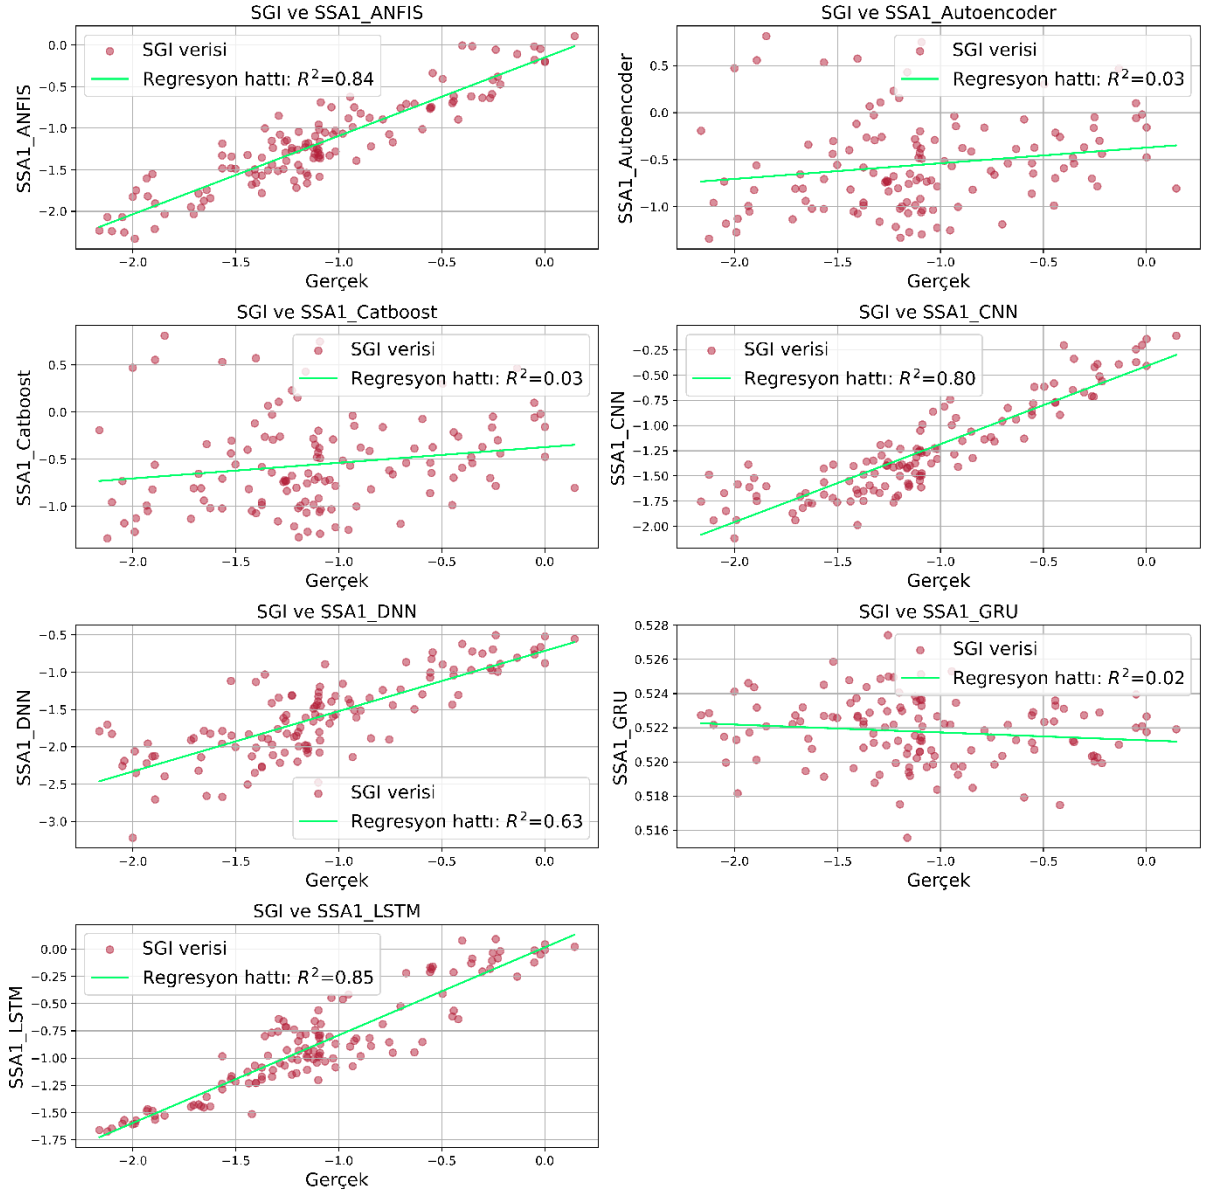 SGI ve SSA1_ANFIS
SGI verisi
Regresyon hattı: R²=0.84
SSA1_ANFIS
0.0
−0.5
−1.0
−1.5
−2.0
−2.0 −1.5 −1.0 −0.5 0.0
Gerçek
SGI ve SSA1_Autoencoder
SGI verisi
Regresyon hattı: R²=0.03
SSA1_Autoencoder
0.5
0.0
−0.5
−1.0
−2.0 −1.5 −1.0 −0.5 0.0
Gerçek
SGI ve SSA1_Catboost
SGI verisi
Regresyon hattı: R²=0.03
SSA1_Catboost
0.5
0.0
−0.5
−1.0
−2.0 −1.5 −1.0 −0.5 0.0
Gerçek
SGI ve SSA1_CNN
SGI verisi
Regresyon hattı: R²=0.80
SSA1_CNN
−0.25
−0.50
−0.75
−1.00
−1.25
−1.50
−1.75
−2.00
−2.0 −1.5 −1.0 −0.5 0.0
Gerçek
SGI ve SSA1_DNN
SGI verisi
Regresyon hattı: R²=0.63
SSA1_DNN
−0.5
−1.0
−1.5
−2.0
−2.5
−3.0
−2.0 −1.5 −1.0 −0.5 0.0
Gerçek
SGI ve SSA1_GRU
SGI verisi
Regresyon hattı: R²=0.02
SSA1_GRU
0.528
0.526
0.524
0.522
0.520
0.518
0.516
−2.0 −1.5 −1.0 −0.5 0.0
Gerçek
SGI ve SSA1_LSTM
SGI verisi
Regresyon hattı: R²=0.85
SSA1_LSTM
0.00
−0.25
−0.50
−0.75
−1.00
−1.25
−1.50
−1.75
−2.0 −1.5 −1.0 −0.5 0.0
Gerçek